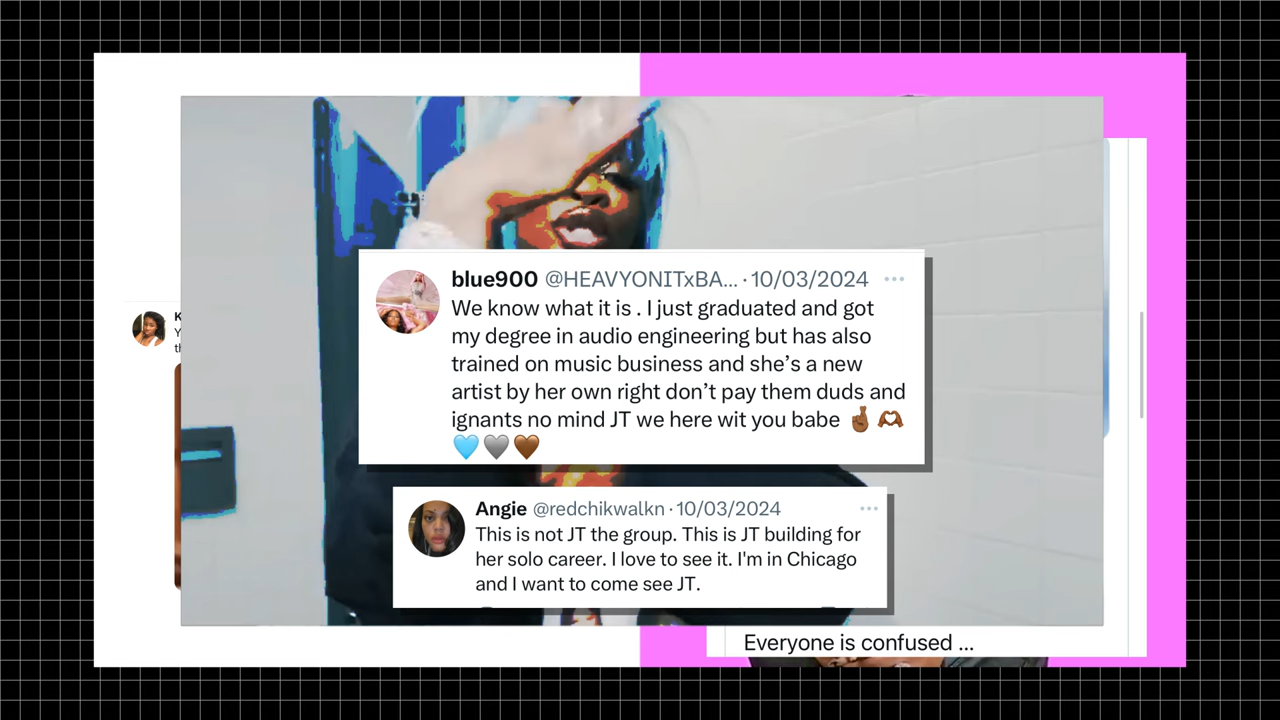 K
Y
th
blue900 @HEAVYONITxBA... · 10/03/2024
We know what it is . I just graduated and got
my degree in audio engineering but has also
trained on music business and she's a new
artist by her own right don't pay them duds and
ignants no mind JT we here wit you babe 🤞🏾 🫶🏾
🩵 🩶 🤎
Angie @redchikwalkn · 10/03/2024
This is not JT the group. This is JT building for
her solo career. I love to see it. I'm in Chicago
and I want to come see JT.
Everyone is confused ...